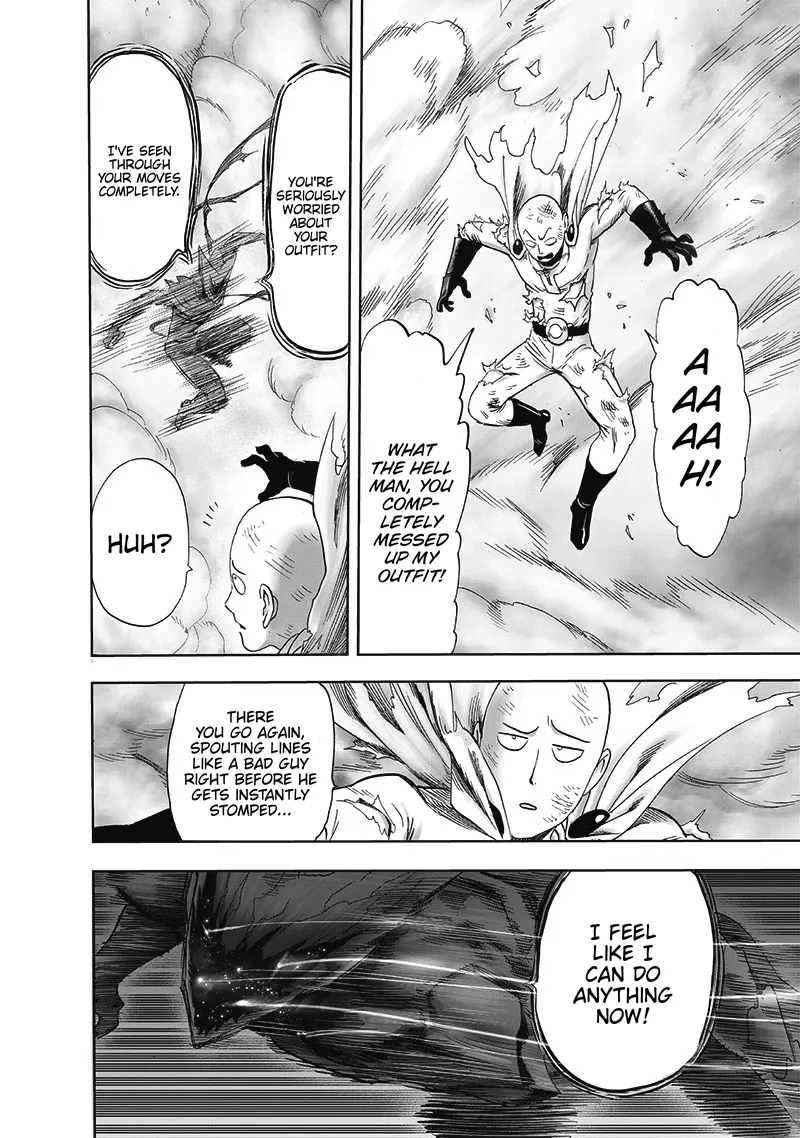 A
AA
AA
H!
WHAT
THE HELL
MAN, YOU
COMP-
LETELY
MESSED
UP MY
OUTFIT!
YOU'RE
SERIOUSLY
WORRIED
ABOUT
YOUR
OUTFIT?
I'VE SEEN
THROUGH
YOUR MOVES
COMPLETELY.
HUH?
THERE
YOU GO AGAIN,
SPOUTING LINES
LIKE A BAD GUY
RIGHT BEFORE HE
GETS INSTANTLY
STOMPED...
I FEEL
LIKE I
CAN DO
ANYTHING
NOW!